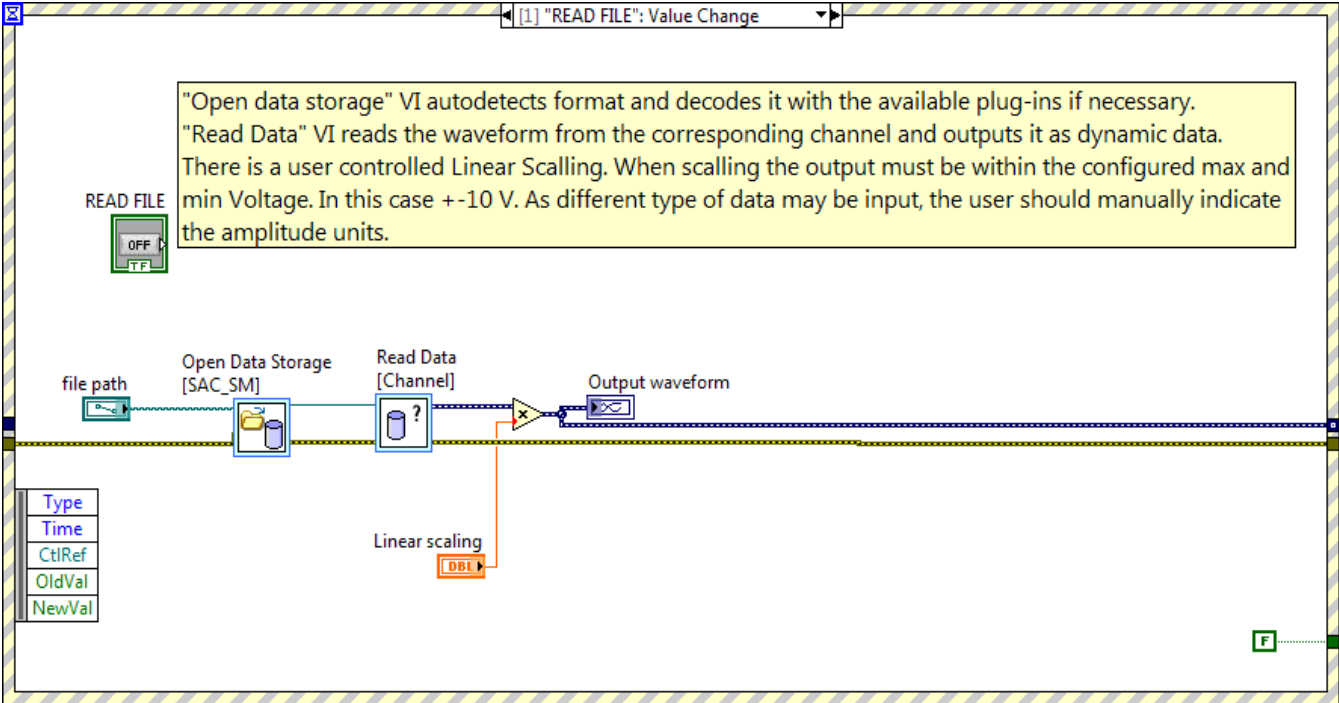 [1] "READ FILE": Value Change
"Open data storage" VI autodetects format and decodes it with the available plug-ins if necessary.
"Read Data" VI reads the waveform from the corresponding channel and outputs it as dynamic data.
There is a user controlled Linear Scalling. When scalling the output must be within the configured max and
min Voltage. In this case +-10 V. As different type of data may be input, the user should manually indicate
the amplitude units.
READ FILE
OFF
TF
file path
Open Data Storage
[SAC_SM]
Read Data
[Channel]
?
x
Output waveform
Linear scaling
DBL
Type
Time
CtlRef
OldVal
NewVal
F